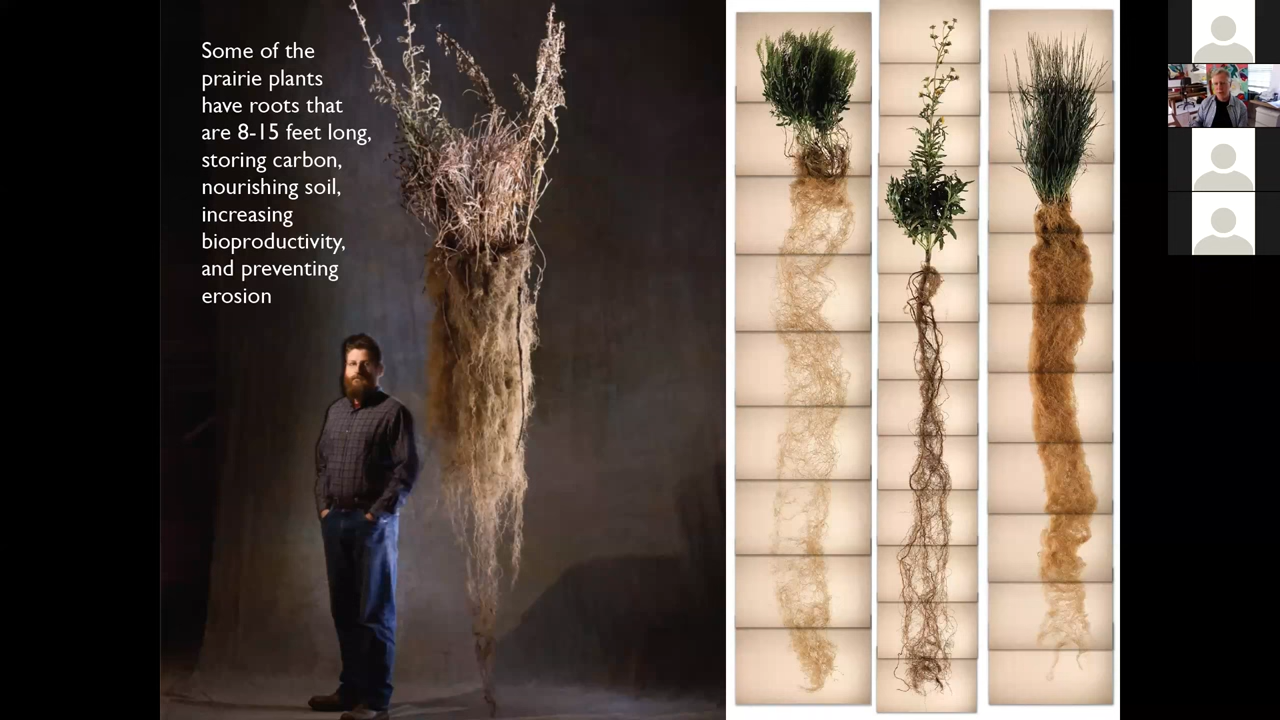 Some of the
prairie plants
have roots that
are 8-15 feet long,
storing carbon,
nourishing soil,
increasing
bioproductivity,
and preventing
erosion